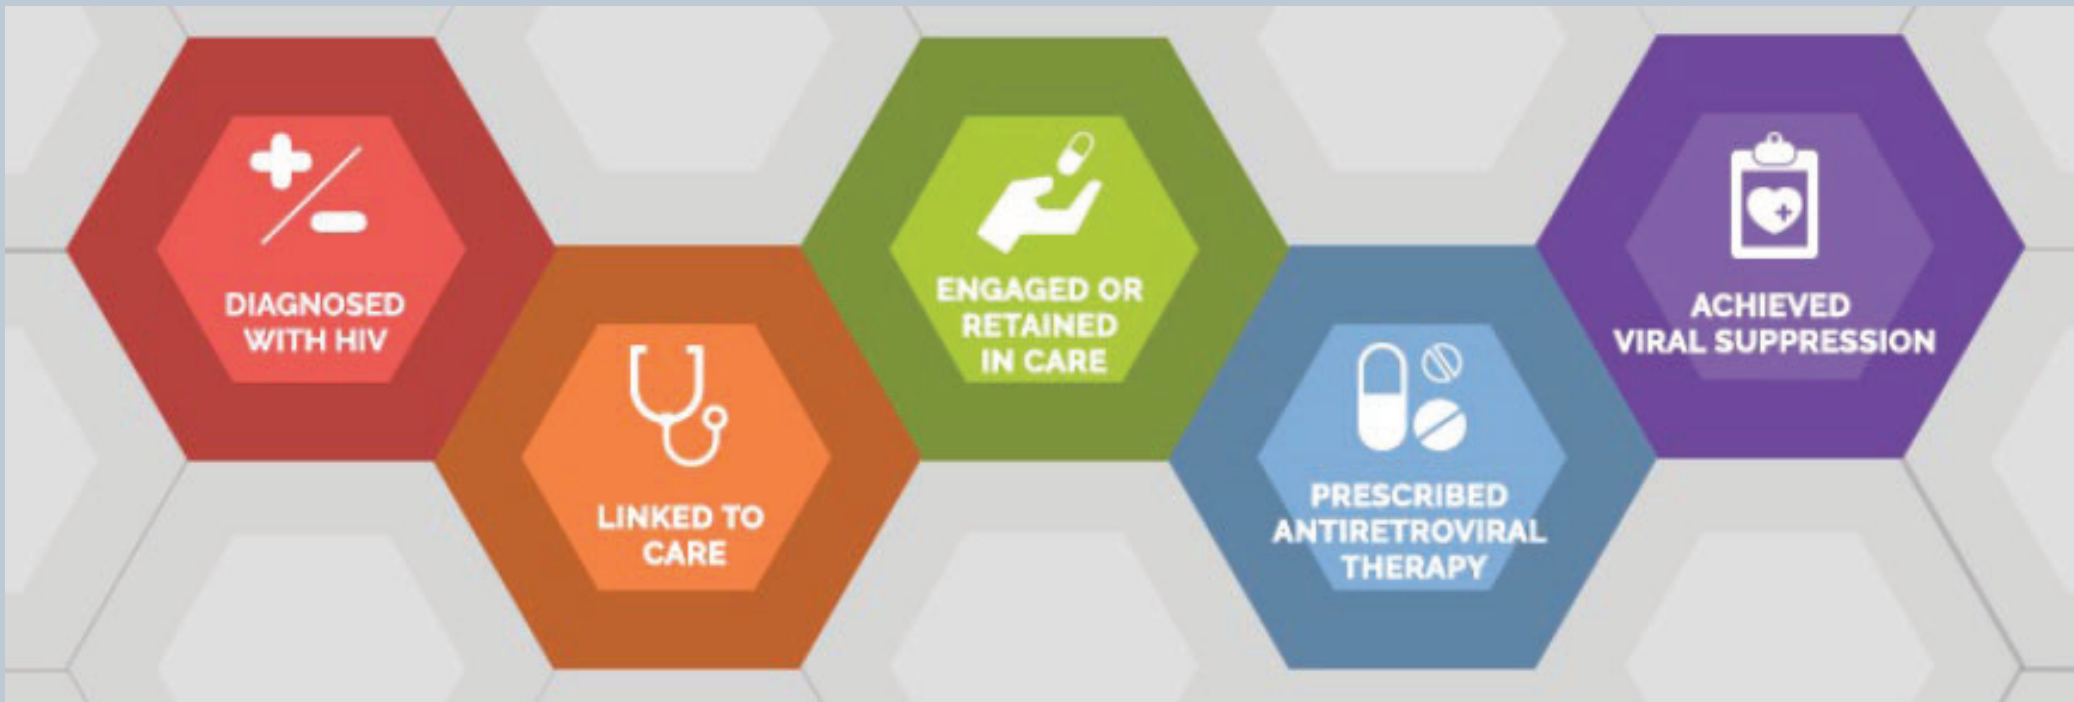 DIAGNOSED
WITH HIV
LINKED TO
CARE
ENGAGED OR
RETAINED
IN CARE
PRESCRIBED
ANTIRETROVIRAL
THERAPY
ACHIEVED
VIRAL SUPPRESSION